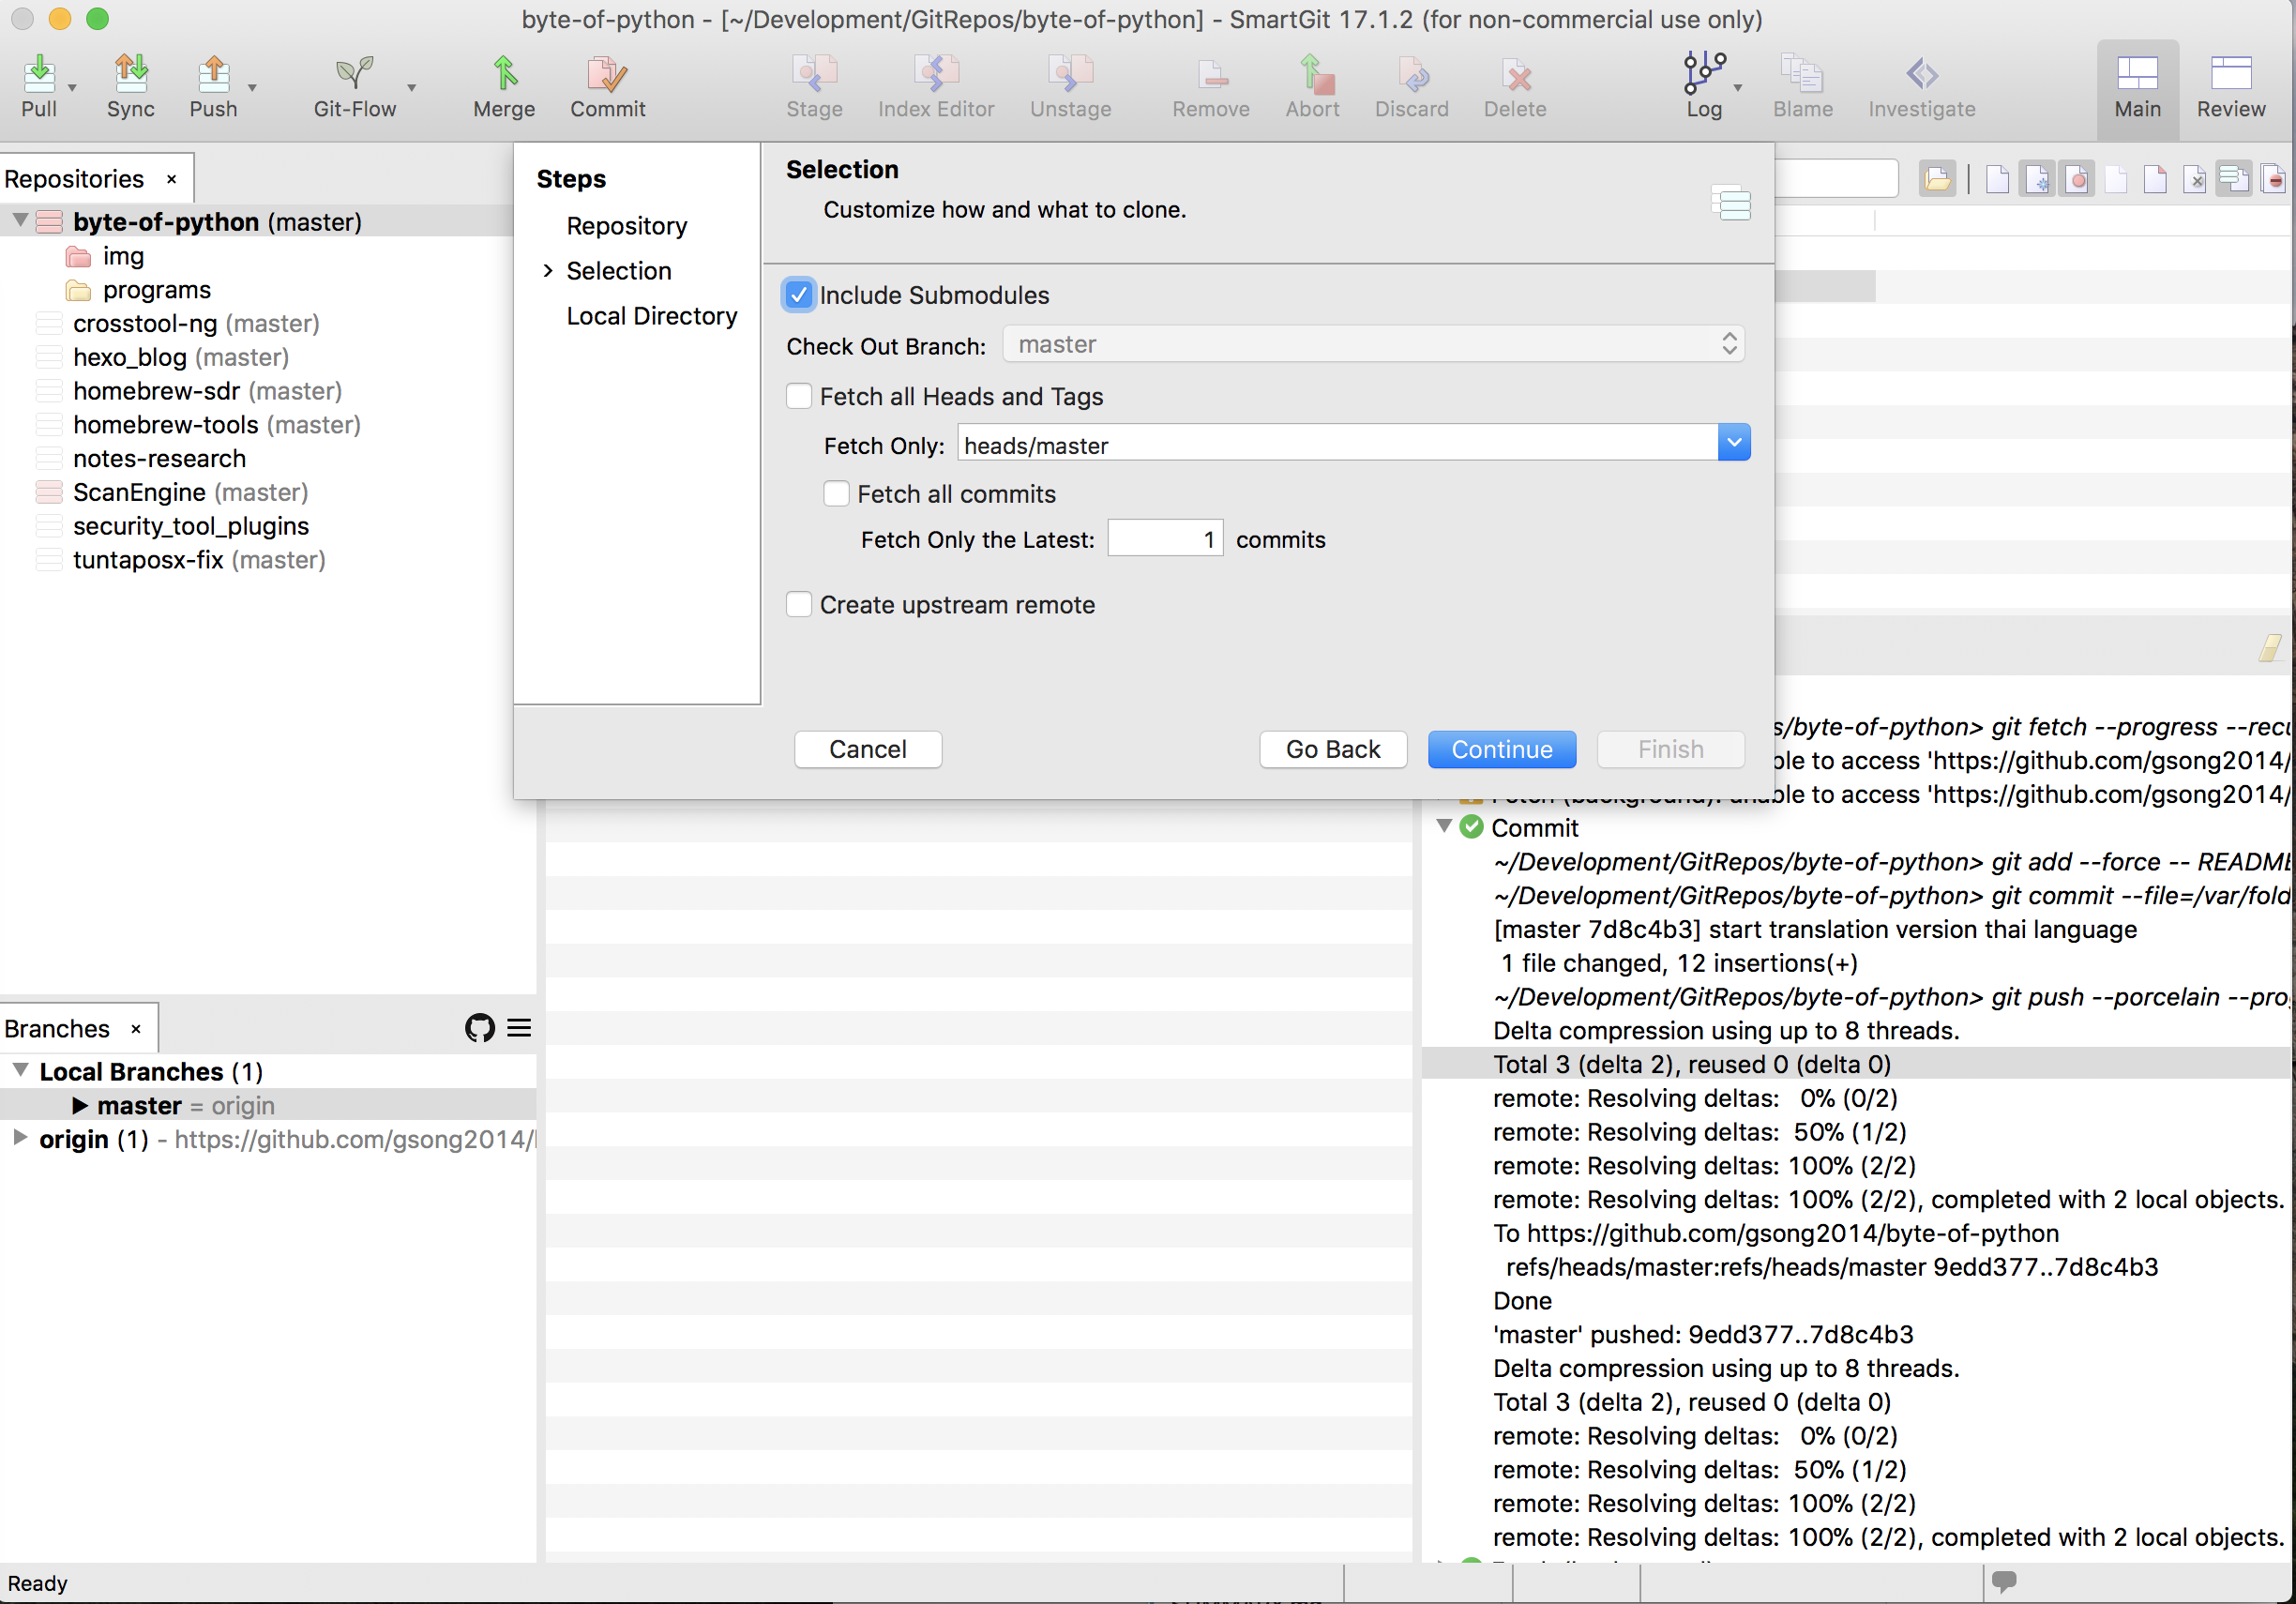 byte-of-python - [~/Development/GitRepos/byte-of-python] - SmartGit 17.1.2 (for non-commercial use only)
Pull Sync Push Git-Flow Merge Commit Stage Index Editor Unstage Remove Abort Discard Delete Log Blame Investigate Main Review
Repositories ×
byte-of-python (master)
img
programs
crosstool-ng (master)
hexo_blog (master)
homebrew-sdr (master)
homebrew-tools (master)
notes-research
ScanEngine (master)
security_tool_plugins
tuntaposx-fix (master)
Steps
Repository
Selection
Local Directory
Selection
Customize how and what to clone.
Include Submodules
Check Out Branch: master
Fetch all Heads and Tags
Fetch Only: heads/master
Fetch all commits
Fetch Only the Latest: 1 commits
Create upstream remote
Cancel Go Back Continue Finish
s/byte-of-python> git fetch --progress --recu
ble to access 'https://github.com/gsong2014/
ble to access 'https://github.com/gsong2014/
Commit
~/Development/GitRepos/byte-of-python> git add --force -- README
~/Development/GitRepos/byte-of-python> git commit --file=/var/fold
[master 7d8c4b3] start translation version thai language
1 file changed, 12 insertions(+)
~/Development/GitRepos/byte-of-python> git push --porcelain --prog
Delta compression using up to 8 threads.
Total 3 (delta 2), reused 0 (delta 0)
remote: Resolving deltas: 0% (0/2)
remote: Resolving deltas: 50% (1/2)
remote: Resolving deltas: 100% (2/2)
remote: Resolving deltas: 100% (2/2), completed with 2 local objects.
To https://github.com/gsong2014/byte-of-python
refs/heads/master:refs/heads/master 9edd377..7d8c4b3
Done
'master' pushed: 9edd377..7d8c4b3
Delta compression using up to 8 threads.
Total 3 (delta 2), reused 0 (delta 0)
remote: Resolving deltas: 0% (0/2)
remote: Resolving deltas: 50% (1/2)
remote: Resolving deltas: 100% (2/2)
remote: Resolving deltas: 100% (2/2), completed with 2 local objects.
Branches ×
Local Branches (1)
master = origin
origin (1) - https://github.com/gsong2014/
Ready